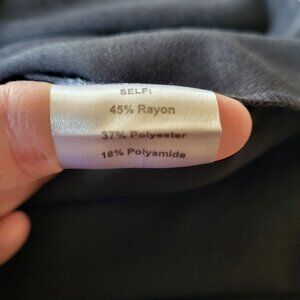 SELF:
45% Rayon
37% Polyester
18% Polyamide